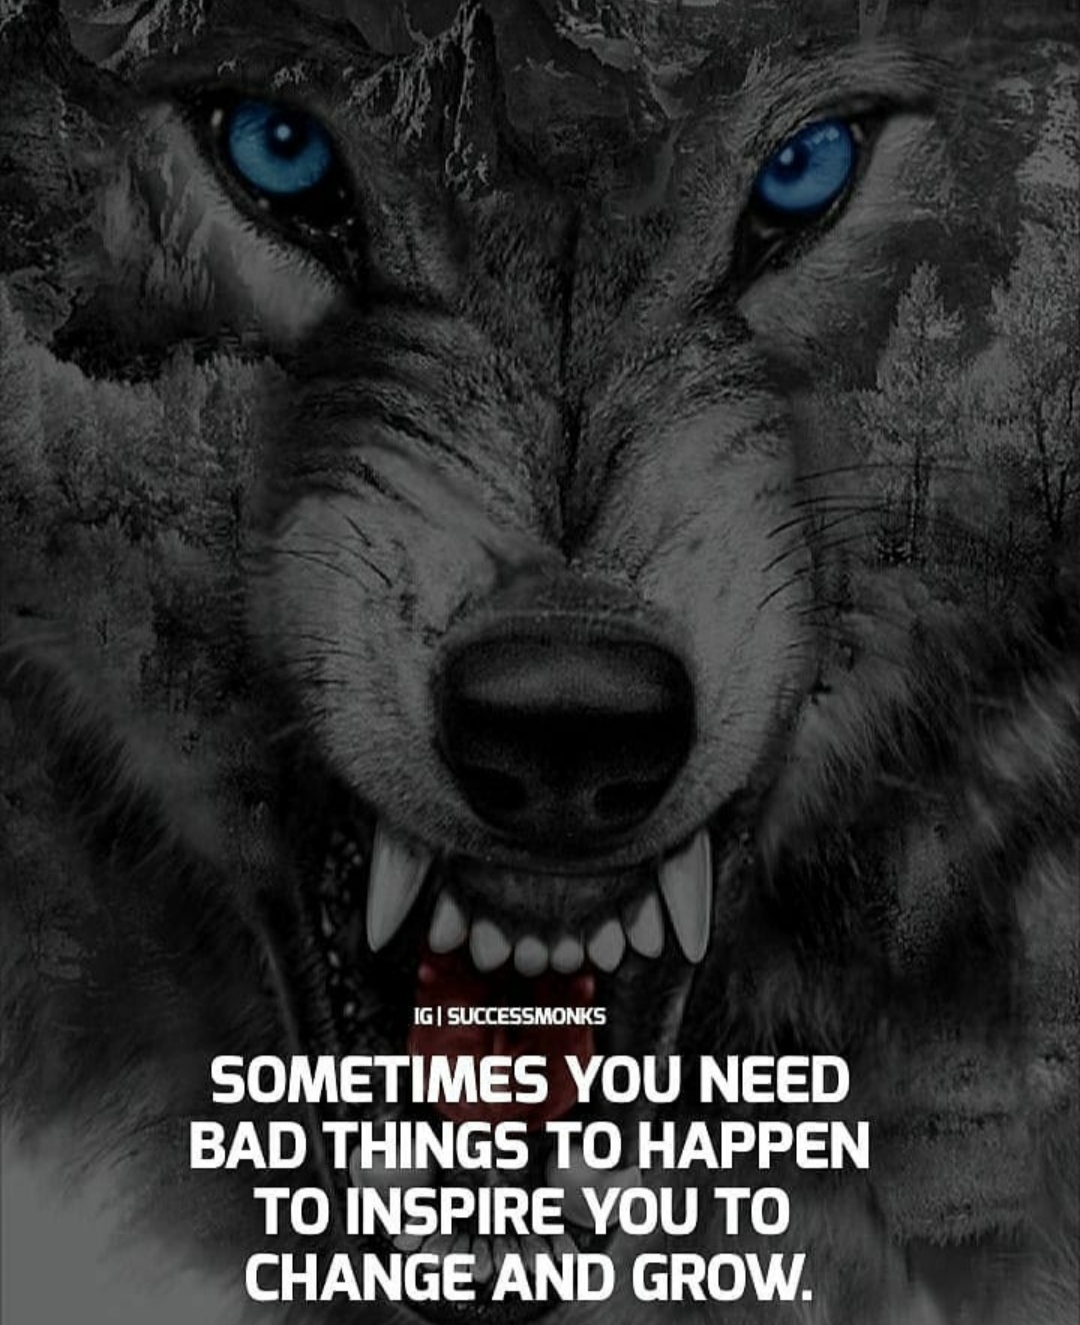 IG | SUCCESSMONKS
SOMETIMES YOU NEED
BAD THINGS TO HAPPEN
TO INSPIRE YOU TO
CHANGE AND GROW.